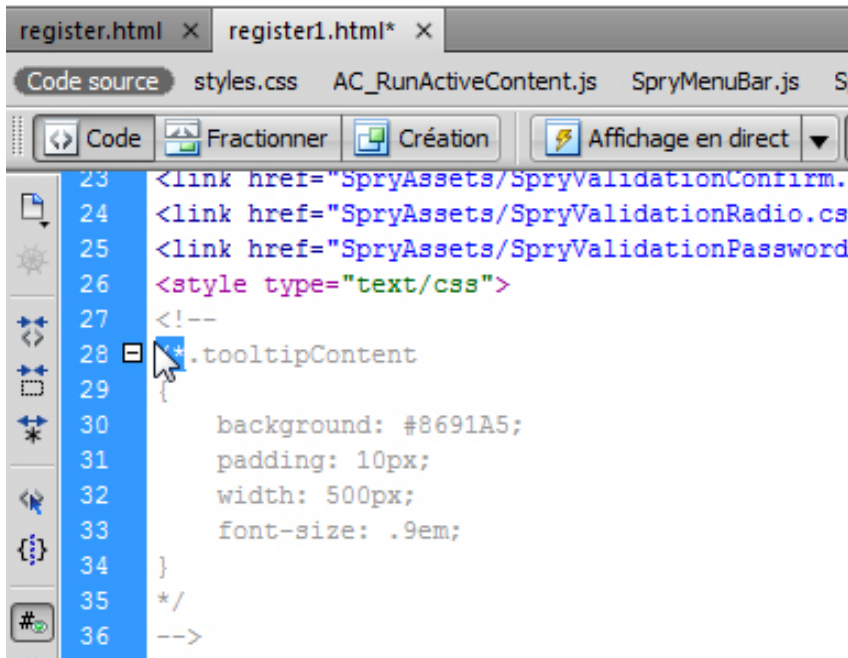 register.html × register1.html* ×
Code source styles.css AC_RunActiveContent.js SpryMenuBar.js S
Code Fractionner Création Affichage en direct
23 <link href="SpryAssets/SpryValidationConfirm.
24 <link href="SpryAssets/SpryValidationRadio.cs
25 <link href="SpryAssets/SpryValidationPassword
26 <style type="text/css">
27 <!--
28 /*.tooltipContent
29 {
30 background: #8691A5;
31 padding: 10px;
32 width: 500px;
33 font-size: .9em;
34 }
35 */
36 -->